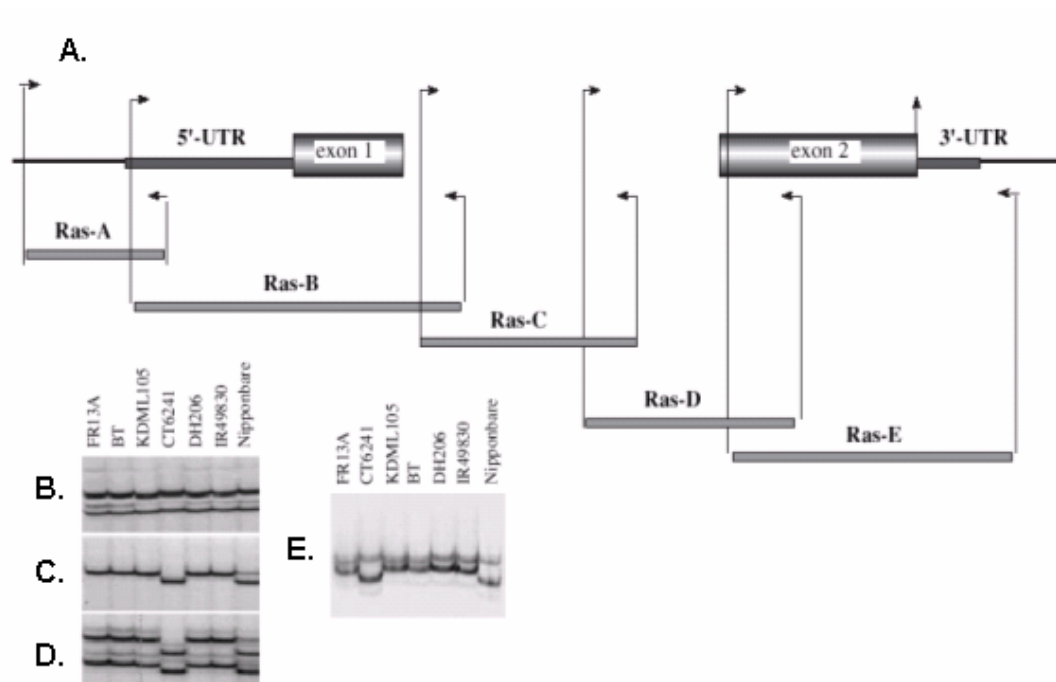 A.
5'-UTR
exon 1
exon 2
3'-UTR
Ras-A
Ras-B
Ras-C
Ras-D
Ras-E
FR13A
BT
KDML105
CT6241
DH206
IR49830
Nipponbare
B.
C.
D.
FR13A
CT6241
KDML105
BT
DH206
IR49830
Nipponbare
E.